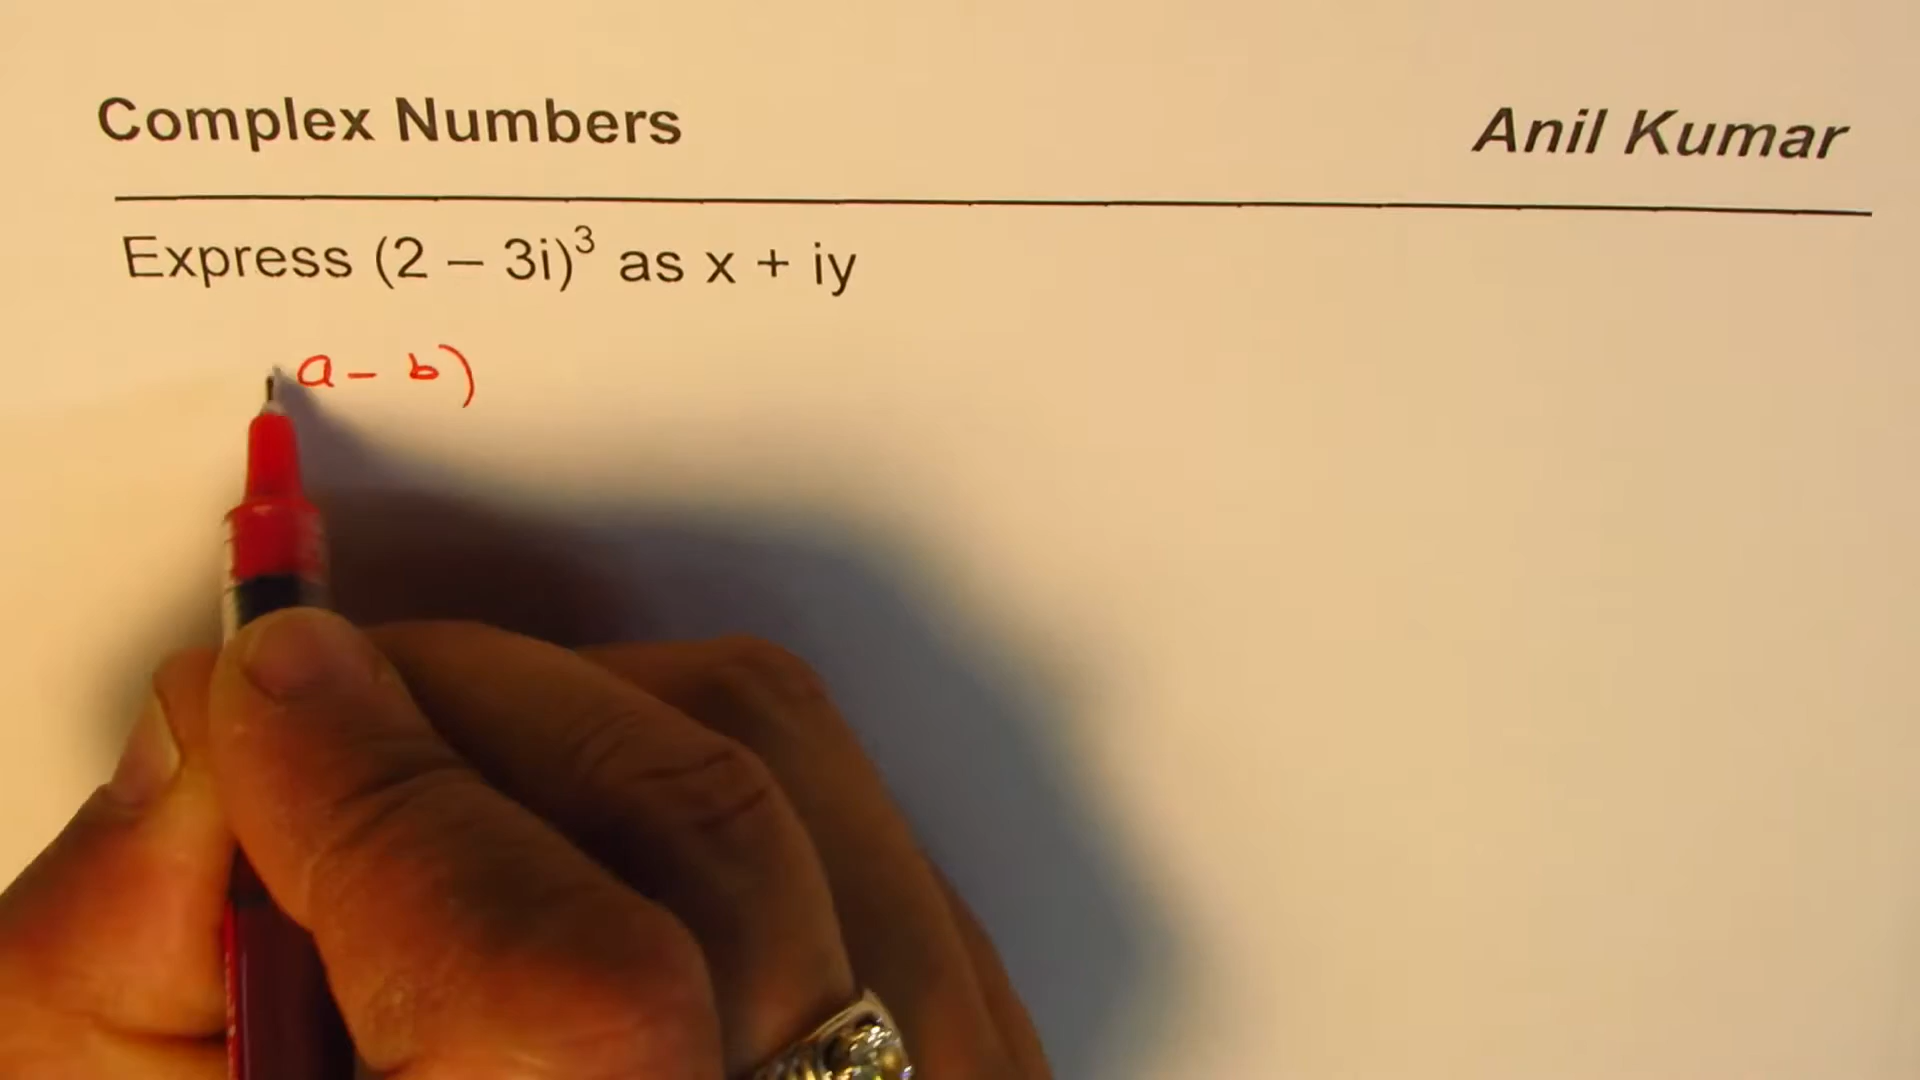 Complex Numbers
Anil Kumar
Express (2 – 3i)³ as x + iy
a - b)